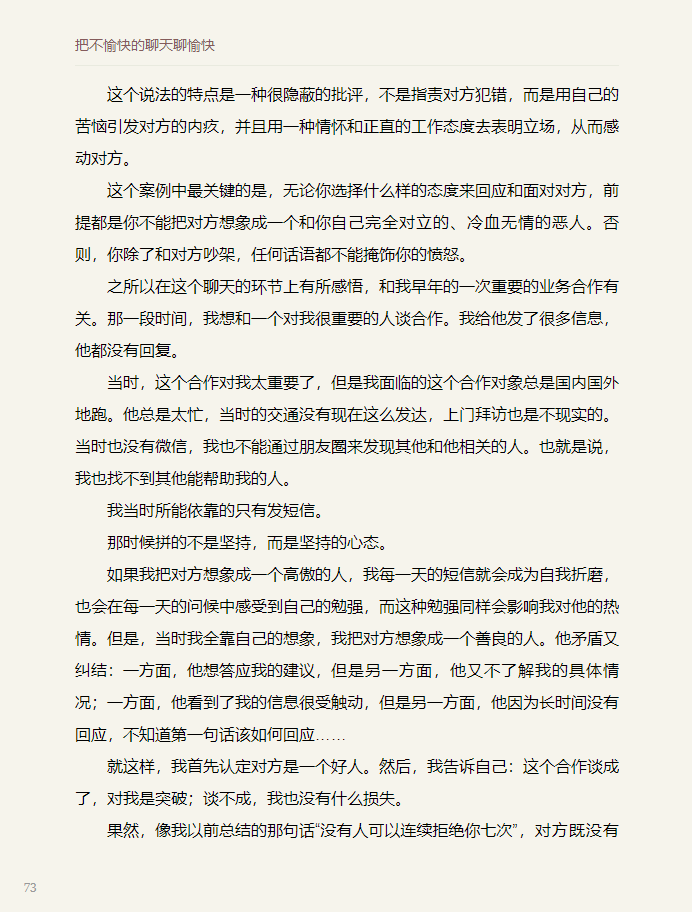 把不愉快的聊天聊愉快
这个说法的特点是一种很隐蔽的批评，不是指责对方犯错，而是用自己的
苦恼引发对方的内疚，并且用一种情怀和正直的工作态度去表明立场，从而感
动对方。
这个案例中最关键的是，无论你选择什么样的态度来回应和面对对方，前
提都是你不能把对方想象成一个和你自己完全对立的、冷血无情的恶人。否
则，你除了和对方吵架，任何话语都不能掩饰你的愤怒。
之所以在这个聊天的环节上有所感悟，和我早年的一次重要的业务合作有
关。那一段时间，我想和一个对我很重要的人谈合作。我给他发了很多信息，
他都没有回复。
当时，这个合作对我太重要了，但是我面临的这个合作对象总是国内国外
地跑。他总是太忙，当时的交通没有现在这么发达，上门拜访也是不现实的。
当时也没有微信，我也不能通过朋友圈来发现其他和他相关的人。也就是说，
我也找不到其他能帮助我的人。
我当时所能依靠的只有发短信。
那时候拼的不是坚持，而是坚持的心态。
如果我把对方想象成一个高傲的人，我每一天的短信就会成为自我折磨，
也会在每一天的问候中感受到自己的勉强，而这种勉强同样会影响我对他的热
情。但是，当时我全靠自己的想象，我把对方想象成一个善良的人。他矛盾又
纠结：一方面，他想答应我的建议，但是另一方面，他又不了解我的具体情
况；一方面，他看到了我的信息很受触动，但是另一方面，他因为长时间没有
回应，不知道第一句话该如何回应……
就这样，我首先认定对方是一个好人。然后，我告诉自己：这个合作谈成
了，对我是突破；谈不成，我也没有什么损失。
果然，像我以前总结的那句话“没有人可以连续拒绝你七次”，对方既没有
73